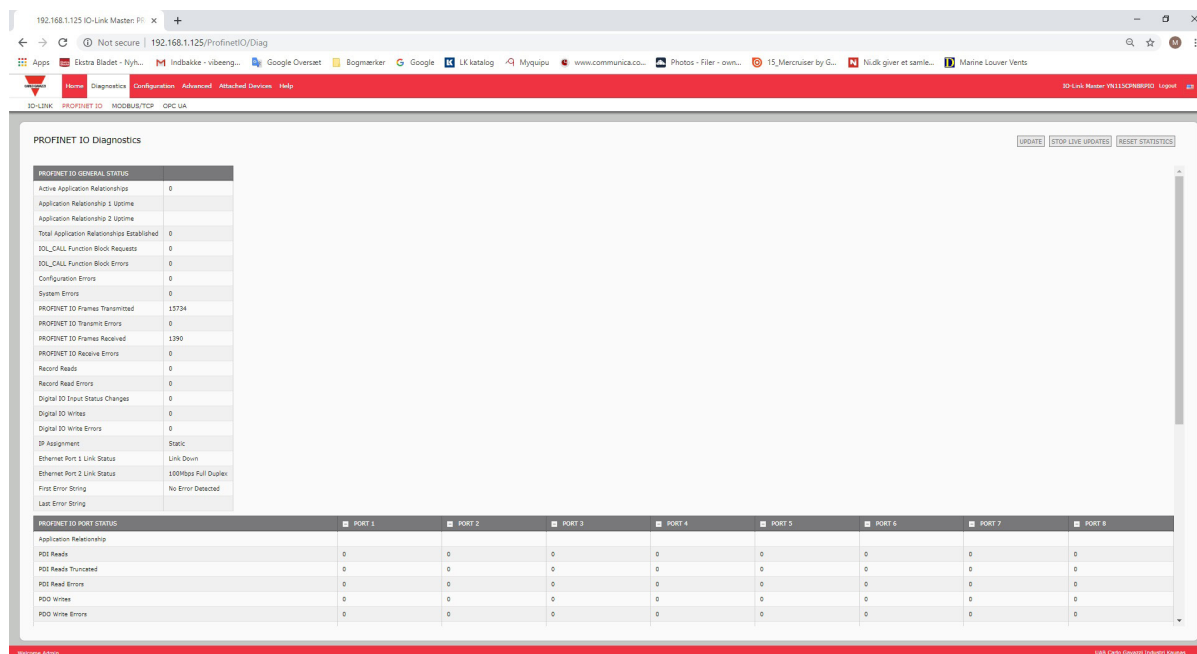 192.168.1.125 IO-Link Master: PR
Not secure | 192.168.1.125/ProfinetIO/Diag
Apps Ekstra Bladet - Nyh... Indbakke - vibeeng... Google Oversæt Bogmærker Google LK katalog Myquipu www.communica.co... Photos - Filer - own... 15_Mercruiser by G... Ni.dk giver et samle... Marine Louver Vents
Home Diagnostics Configuration Advanced Attached Devices Help IO-Link Master YN115CPN8RPIO Logout
IO-LINK PROFINET IO MODBUS/TCP OPC UA
PROFINET IO Diagnostics UPDATE STOP LIVE UPDATES RESET STATISTICS
PROFINET IO GENERAL STATUS
Active Application Relationships 0
Application Relationship 1 Uptime
Application Relationship 2 Uptime
Total Application Relationships Established 0
IOL_CALL Function Block Requests 0
IOL_CALL Function Block Errors 0
Configuration Errors 0
System Errors 0
PROFINET IO Frames Transmitted 15734
PROFINET IO Transmit Errors 0
PROFINET IO Frames Received 1390
PROFINET IO Receive Errors 0
Record Reads 0
Record Read Errors 0
Digital IO Input Status Changes 0
Digital IO Writes 0
Digital IO Write Errors 0
IP Assignment Static
Ethernet Port 1 Link Status Link Down
Ethernet Port 2 Link Status 100Mbps Full Duplex
First Error String No Error Detected
Last Error String
PROFINET IO PORT STATUS PORT 1 PORT 2 PORT 3 PORT 4 PORT 5 PORT 6 PORT 7 PORT 8
Application Relationship
PDI Reads 0 0 0 0 0 0 0 0
PDI Reads Truncated 0 0 0 0 0 0 0 0
PDI Read Errors 0 0 0 0 0 0 0 0
PDO Writes 0 0 0 0 0 0 0 0
PDO Write Errors 0 0 0 0 0 0 0 0
Welcome Admin UAB Carlo Gavazzi Industri Kaunas